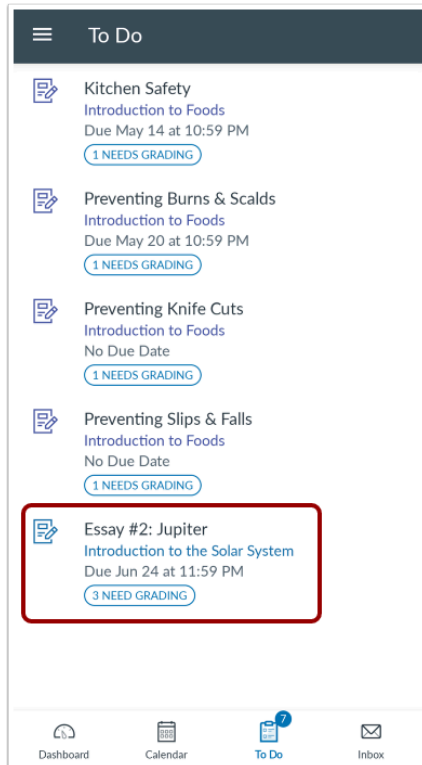 To Do
Kitchen Safety
Introduction to Foods
Due May 14 at 10:59 PM
1 NEEDS GRADING
Preventing Burns & Scalds
Introduction to Foods
Due May 20 at 10:59 PM
1 NEEDS GRADING
Preventing Knife Cuts
Introduction to Foods
No Due Date
1 NEEDS GRADING
Preventing Slips & Falls
Introduction to Foods
No Due Date
1 NEEDS GRADING
Essay #2: Jupiter
Introduction to the Solar System
Due Jun 24 at 11:59 PM
3 NEED GRADING
7
Dashboard Calendar To Do Inbox